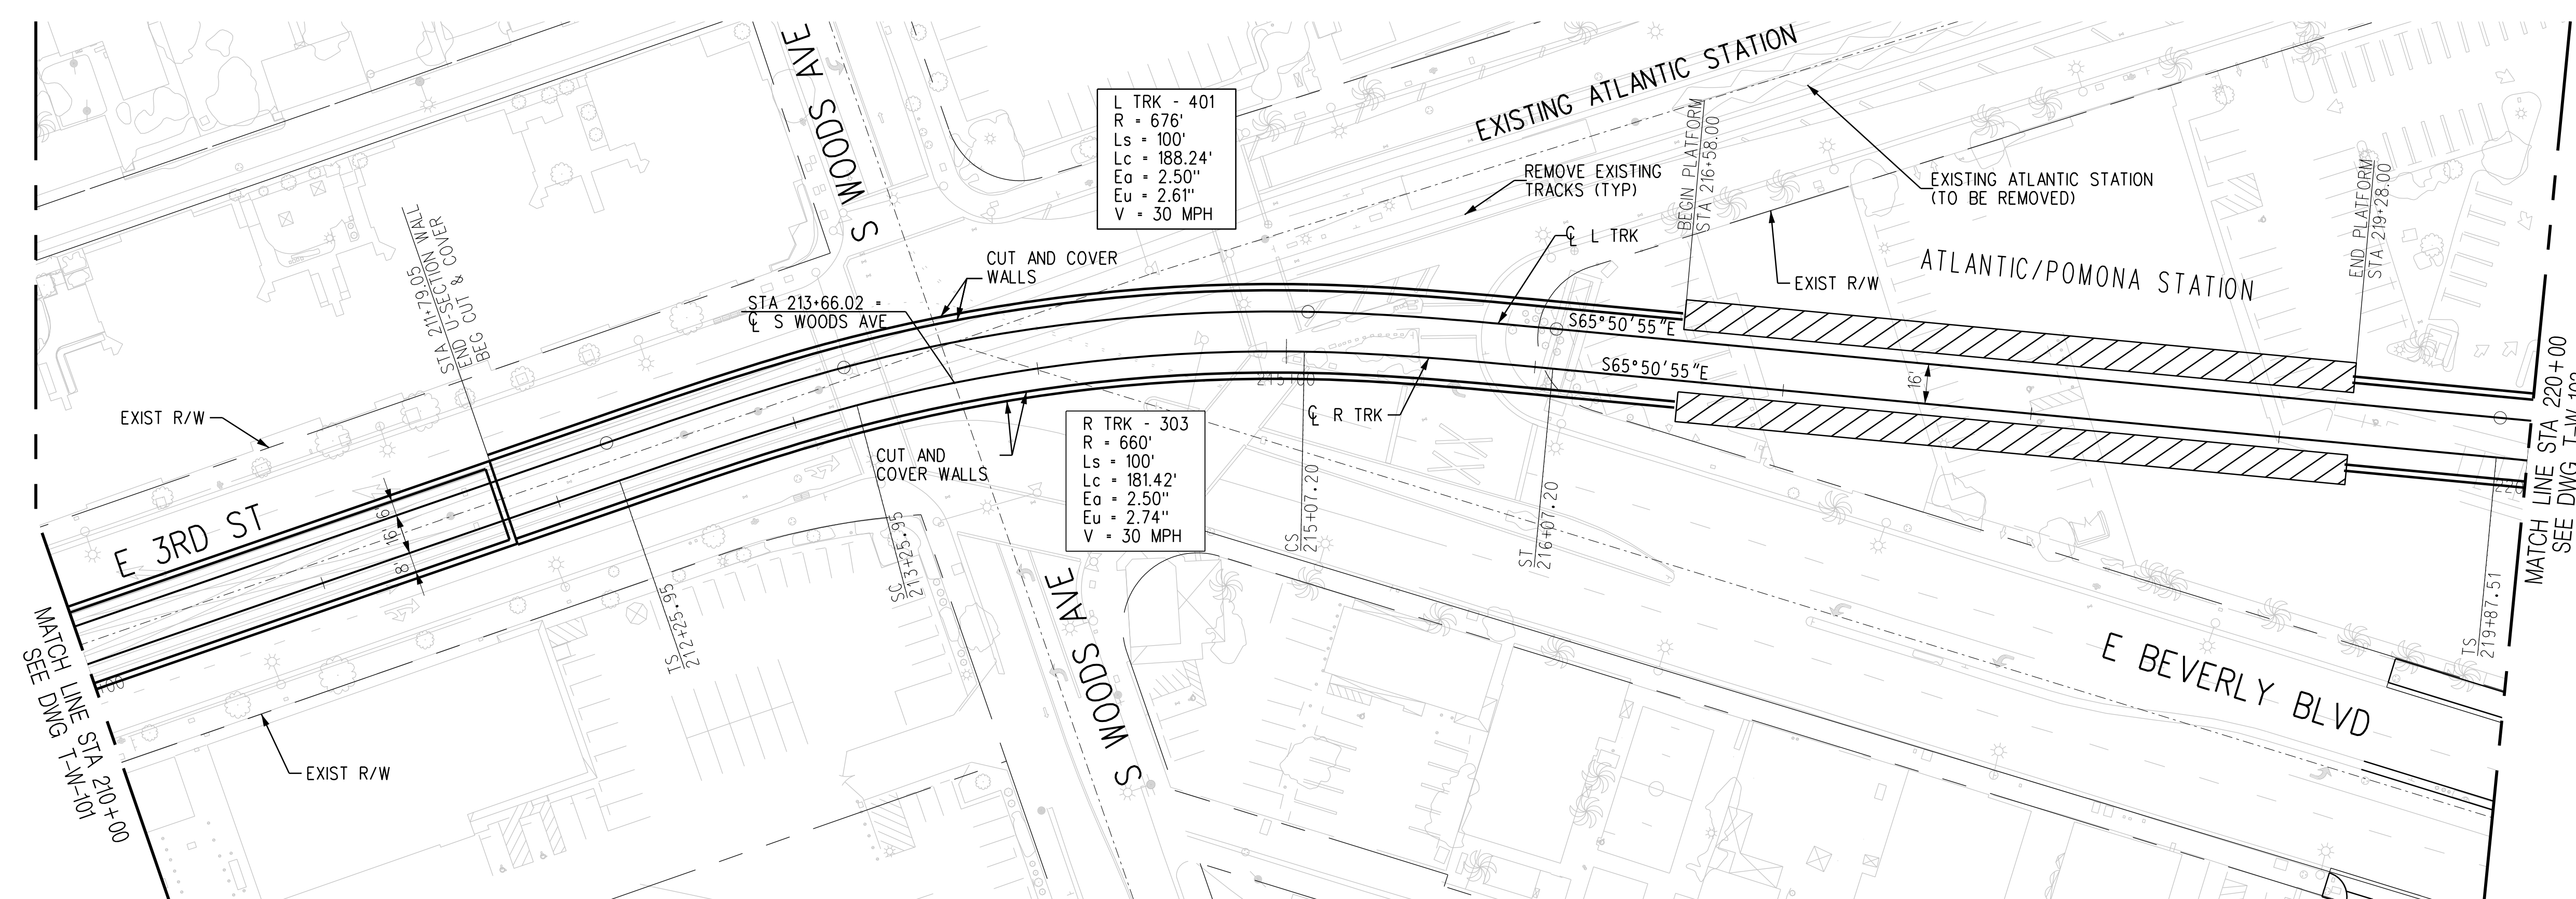 S WOODS AVE
L TRK - 401
R = 676'
Ls = 100'
Lc = 188.24'
Ea = 2.50"
Eu = 2.61"
V = 30 MPH
EXISTING ATLANTIC STATION
REMOVE EXISTING
TRACKS (TYP)
BEGIN PLATFORM
STA 216+58.00
EXISTING ATLANTIC STATION
(TO BE REMOVED)
END PLATFORM
STA 219+28.00
STA 211+79.05
END U-SECTION WALL
BEG CUT & COVER
CUT AND COVER
WALLS
STA 213+66.02 =
℄ S WOODS AVE
℄ L TRK
EXIST R/W
ATLANTIC/POMONA STATION
S65°50'55"E
S65°50'55"E
16'
EXIST R/W
215+00
℄ R TRK
R TRK - 303
R = 660'
Ls = 100'
Lc = 181.42'
Ea = 2.50"
Eu = 2.74"
V = 30 MPH
CUT AND
COVER WALLS
E 3RD ST
9'
16'
8'
TS
212+25.95
SC
213+25.95
CS
215+07.20
ST
216+07.20
TS
219+87.51
S WOODS AVE
E BEVERLY BLVD
EXIST R/W
MATCH LINE STA 210+00
SEE DWG T-W-101
MATCH LINE STA 220+00
SEE DWG T-W-103